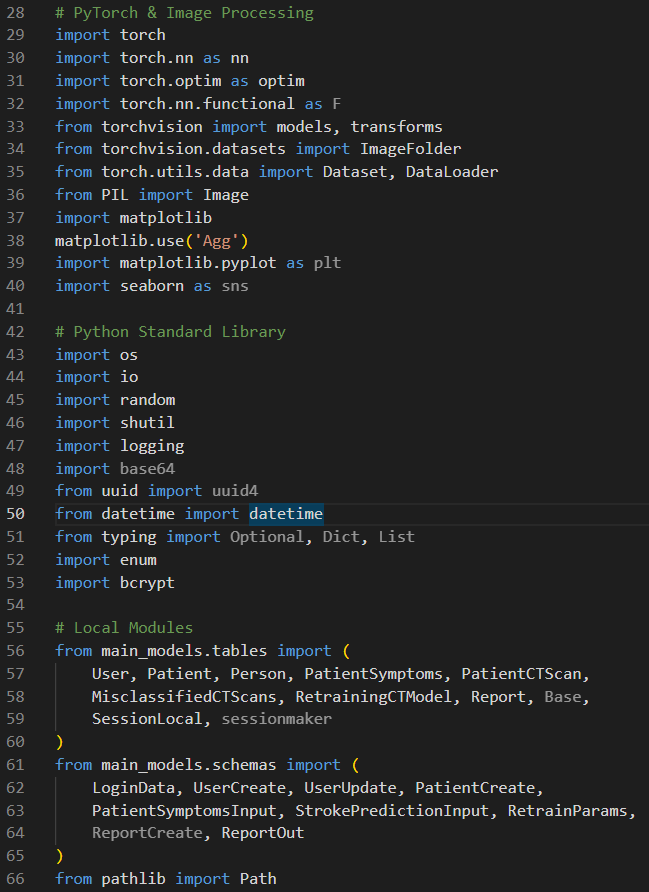 28 # PyTorch & Image Processing
29 import torch
30 import torch.nn as nn
31 import torch.optim as optim
32 import torch.nn.functional as F
33 from torchvision import models, transforms
34 from torchvision.datasets import ImageFolder
35 from torch.utils.data import Dataset, DataLoader
36 from PIL import Image
37 import matplotlib
38 matplotlib.use('Agg')
39 import matplotlib.pyplot as plt
40 import seaborn as sns
41
42 # Python Standard Library
43 import os
44 import io
45 import random
46 import shutil
47 import logging
48 import base64
49 from uuid import uuid4
50 from datetime import datetime
51 from typing import Optional, Dict, List
52 import enum
53 import bcrypt
54
55 # Local Modules
56 from main_models.tables import (
57     User, Patient, Person, PatientSymptoms, PatientCTScan,
58     MisclassifiedCTScans, RetrainingCTModel, Report, Base,
59     SessionLocal, sessionmaker
60 )
61 from main_models.schemas import (
62     LoginData, UserCreate, UserUpdate, PatientCreate,
63     PatientSymptomsInput, StrokePredictionInput, RetrainParams,
64     ReportCreate, ReportOut
65 )
66 from pathlib import Path